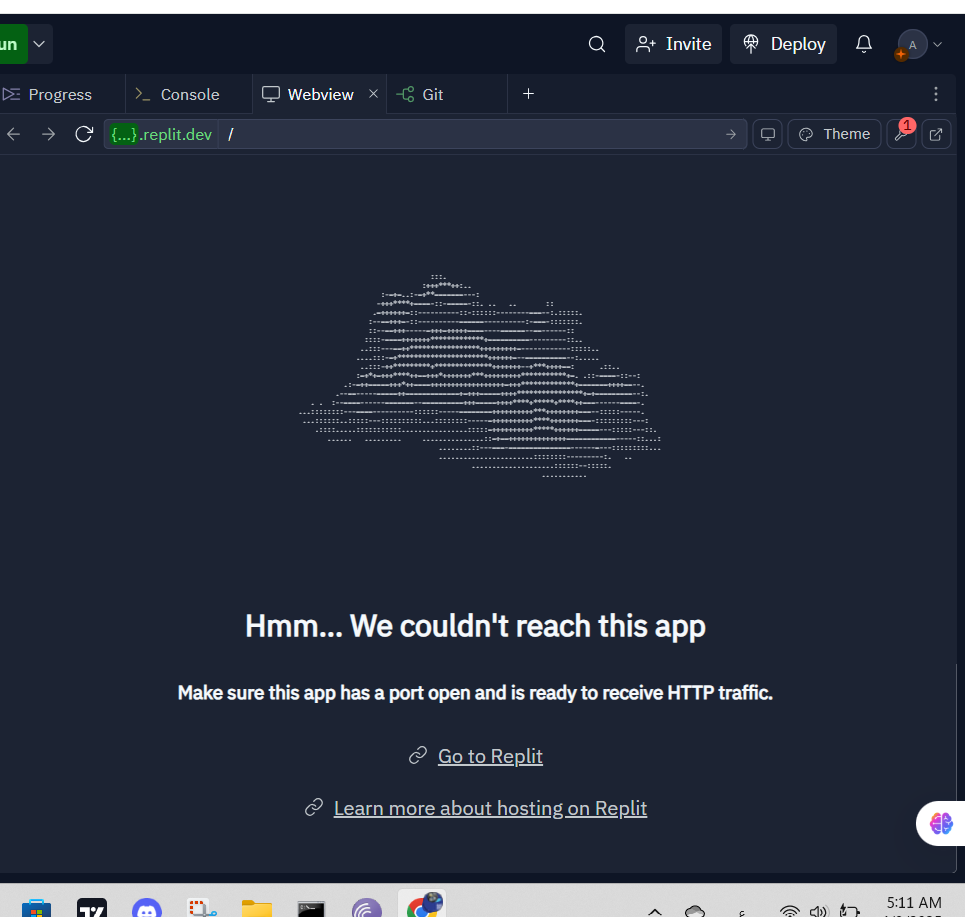 un
Invite
Deploy
A
Progress
Console
Webview
Git
{...}.replit.dev
/
Theme
1
Hmm... We couldn't reach this app
Make sure this app has a port open and is ready to receive HTTP traffic.
Go to Replit
Learn more about hosting on Replit
ع
5:11 AM